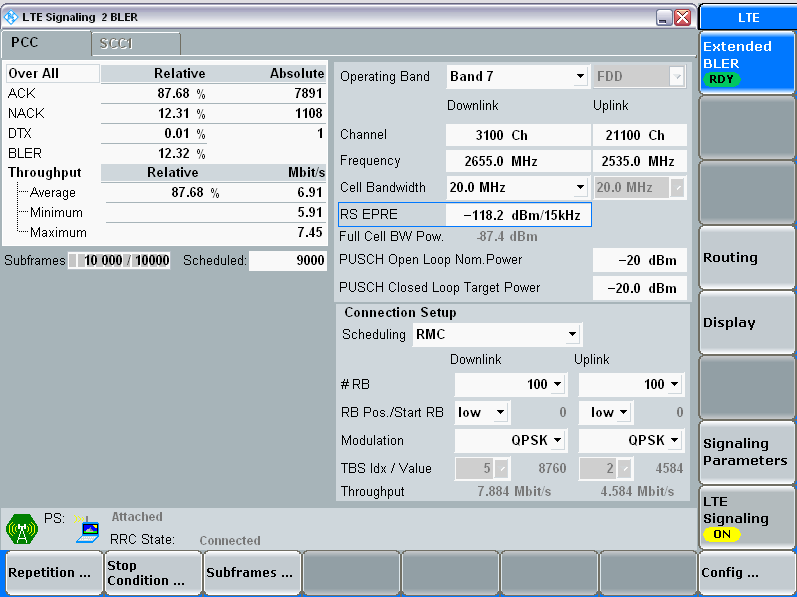 LTE Signaling 2 BLER
LTE
PCC
SCC1
Extended
BLER
RDY
Over All Relative Absolute
ACK 87.68 % 7891
NACK 12.31 % 1108
DTX 0.01 % 1
BLER 12.32 %
Throughput Relative Mbit/s
Average 87.68 % 6.91
Minimum 5.91
Maximum 7.45
Subframes 10 000 / 10000 Scheduled: 9000
Operating Band Band 7 FDD
Downlink Uplink
Channel 3100 Ch 21100 Ch
Frequency 2655.0 MHz 2535.0 MHz
Cell Bandwidth 20.0 MHz 20.0 MHz
RS EPRE −118.2 dBm/15kHz
Full Cell BW Pow. -87.4 dBm
PUSCH Open Loop Nom.Power −20 dBm
PUSCH Closed Loop Target Power −20.0 dBm
Connection Setup
Scheduling RMC
Downlink Uplink
# RB 100 100
RB Pos./Start RB low 0 low 0
Modulation QPSK QPSK
TBS Idx / Value 5 8760 2 4584
Throughput 7.884 Mbit/s 4.584 Mbit/s
Routing
Display
Signaling
Parameters
LTE
Signaling
ON
PS: Attached
RRC State: Connected
Repetition ...
Stop
Condition ...
Subframes ...
Config ...